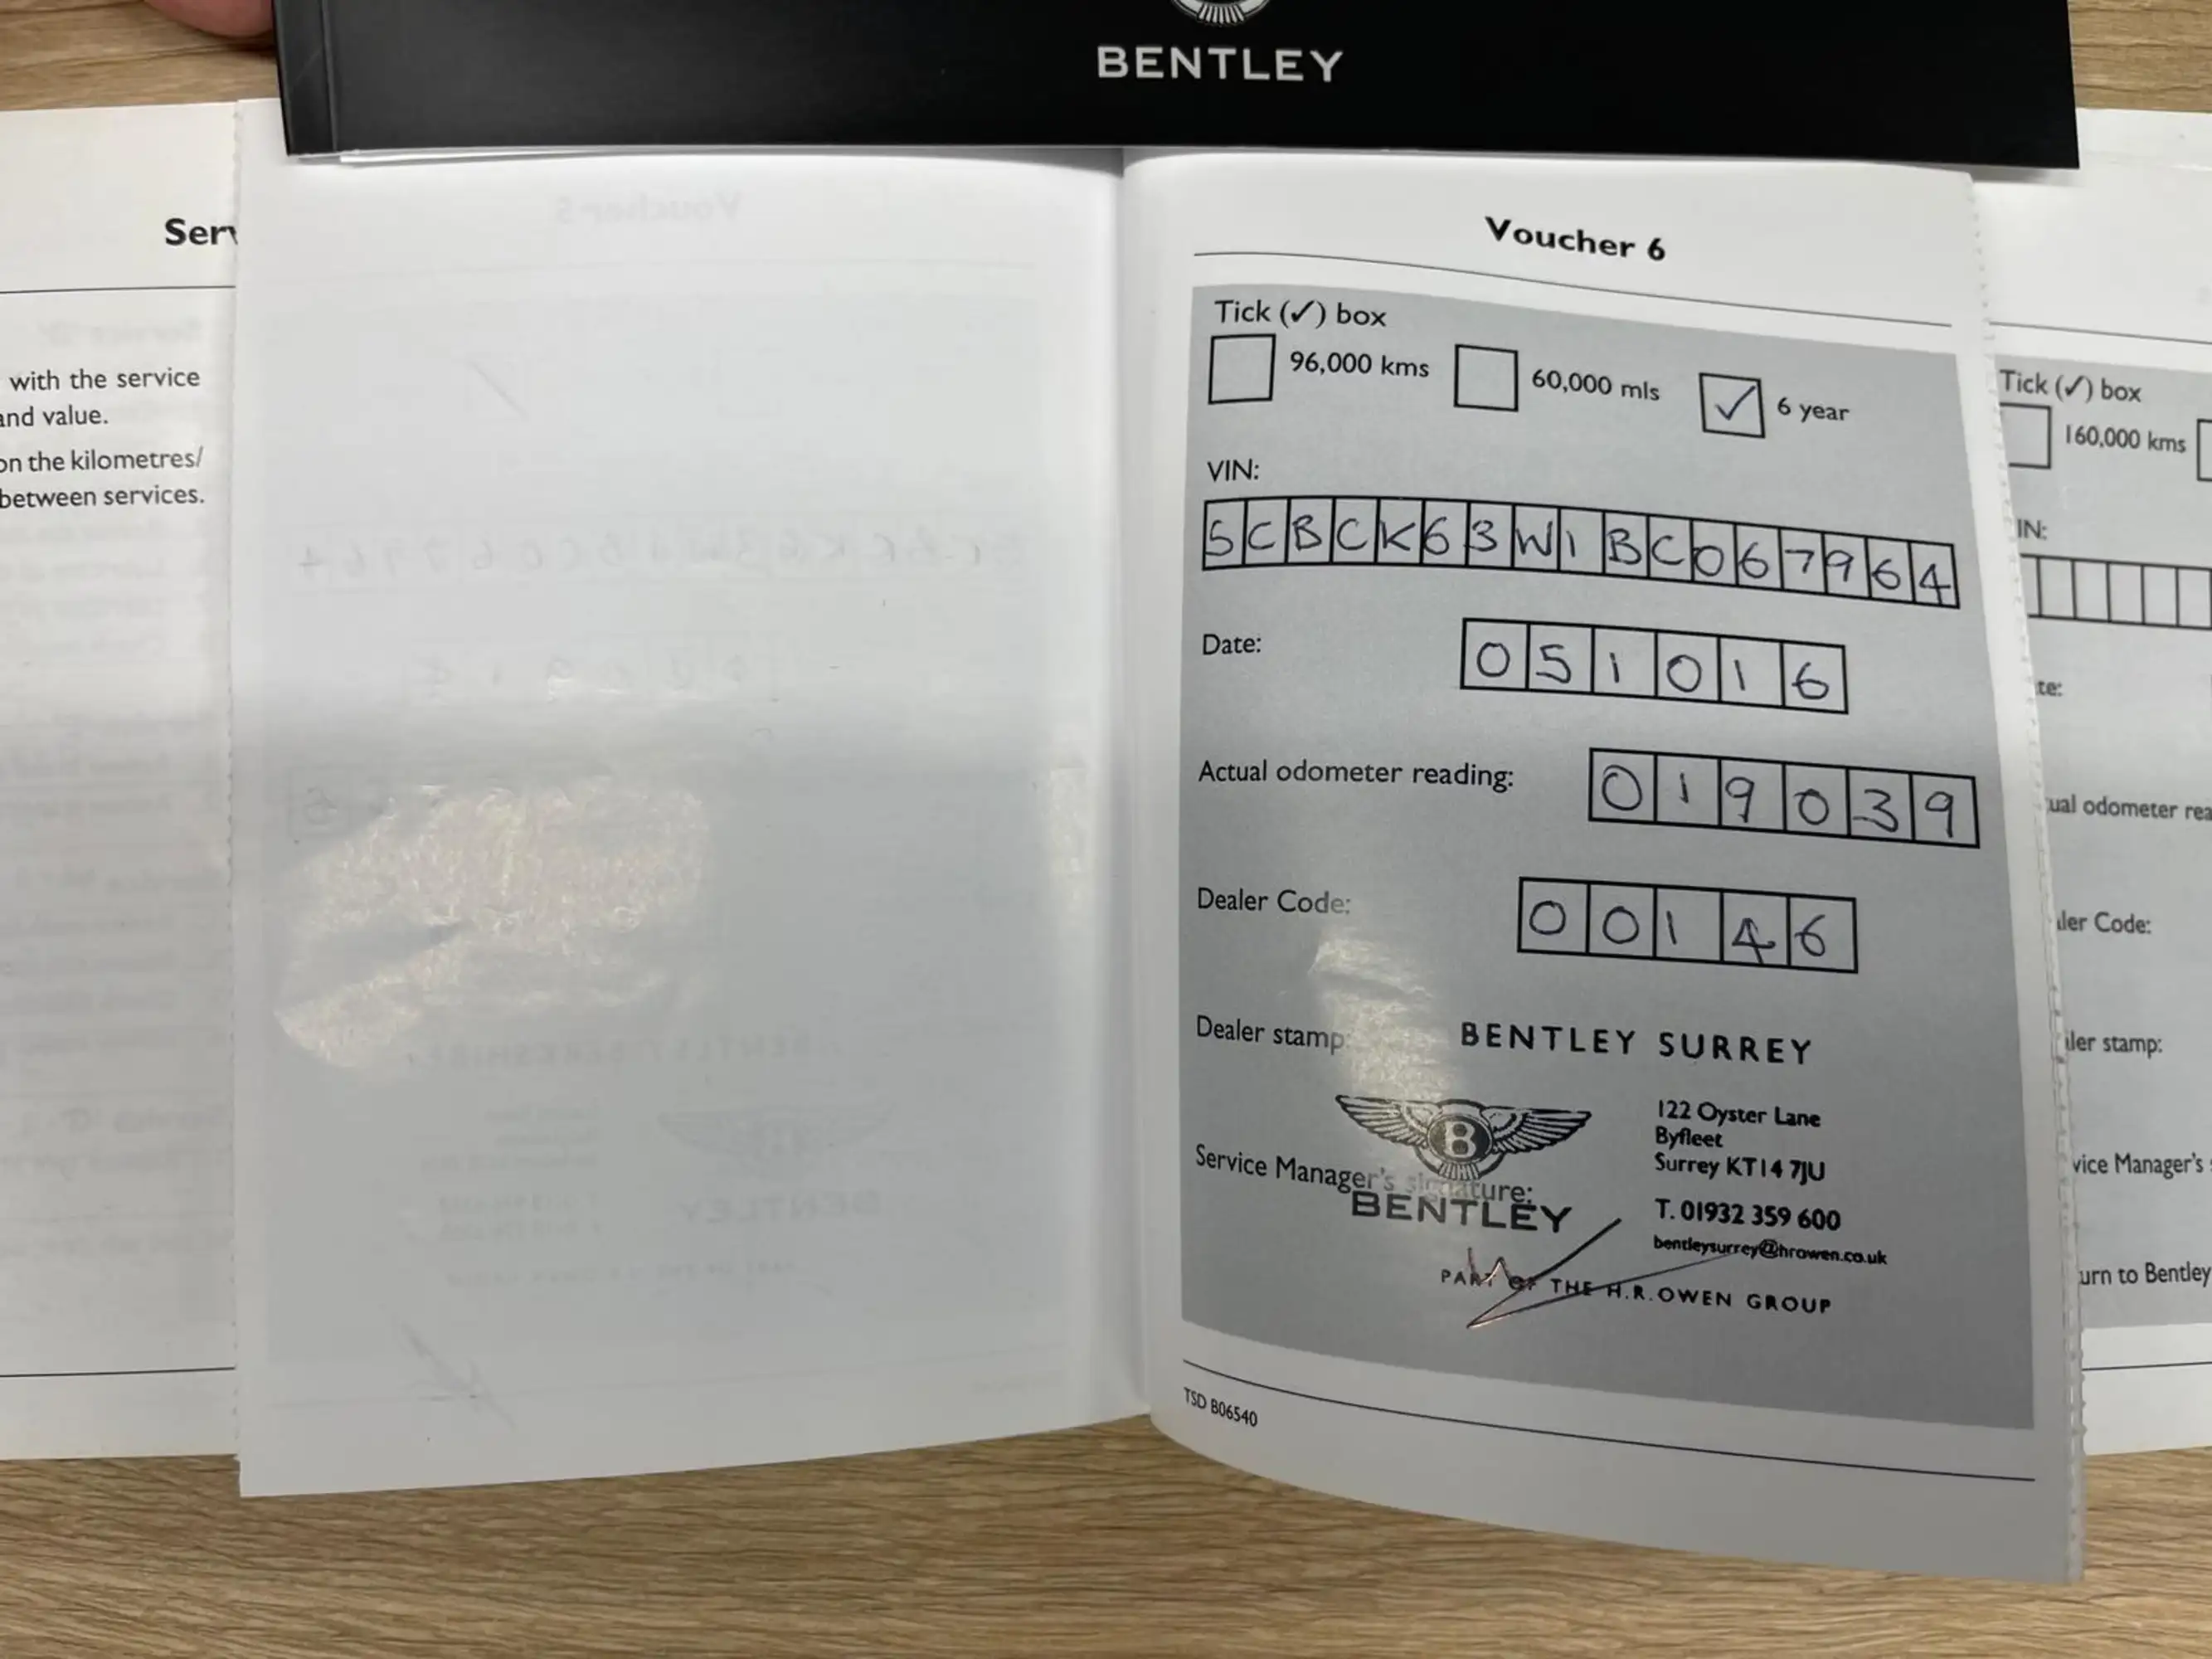 BENTLEY
Serv
with the service
and value.
on the kilometres/
between services.
Voucher 5
Voucher 6
Tick (✓) box
96,000 kms
60,000 mls
✓ 6 year
VIN:
SCBCK63W1BC067964
Date:
051016
Actual odometer reading:
019039
Dealer Code:
00146
Dealer stamp:
BENTLEY SURREY
122 Oyster Lane
Byfleet
Surrey KT14 7JU
T. 01932 359 600
bentleysurrey@hrowen.co.uk
B
BENTLEY
Service Manager's signature:
PART OF THE H.R.OWEN GROUP
TSD B06540
Tick (✓) box
160,000 kms
IN:
te:
ual odometer rea
ler Code:
ler stamp:
vice Manager's
urn to Bentley